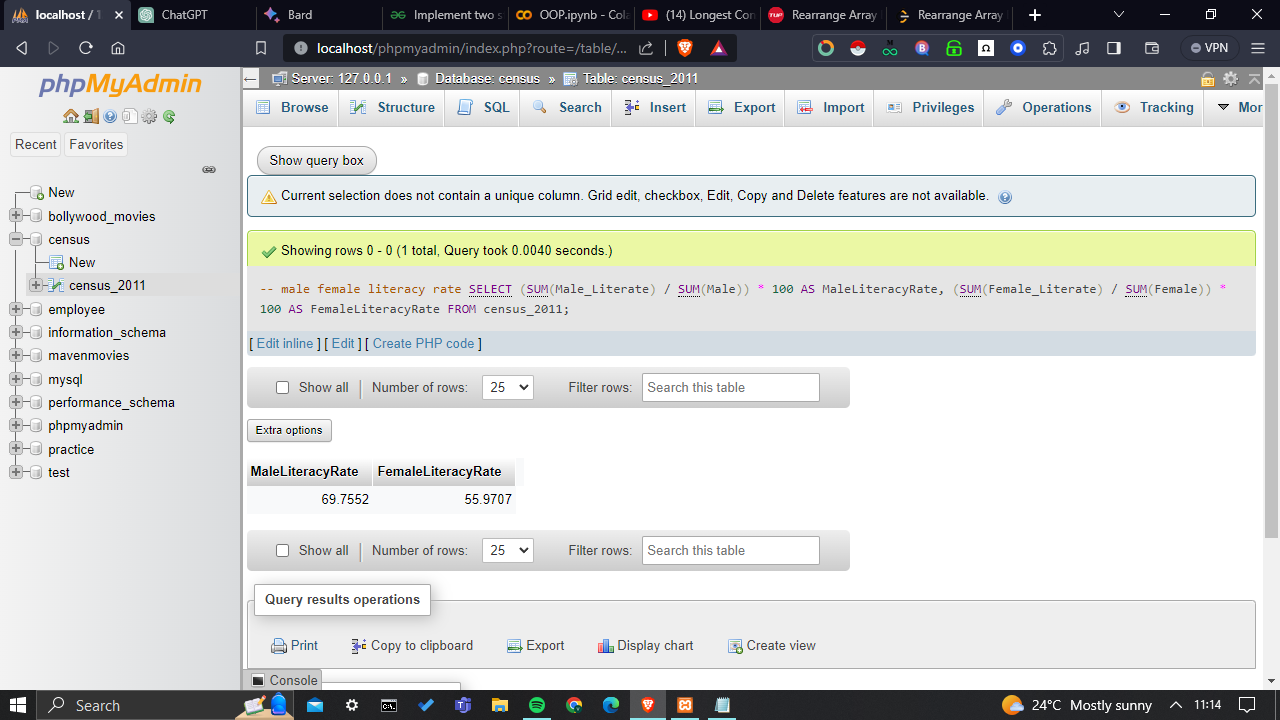 localhost / 1
ChatGPT
Bard
Implement two s
OOP.ipynb - Cola
(14) Longest Con
Rearrange Array
Rearrange Array
localhost/phpmyadmin/index.php?route=/table/...
VPN
phpMyAdmin
Recent
Favorites
New
bollywood_movies
census
New
census_2011
employee
information_schema
mavenmovies
mysql
performance_schema
phpmyadmin
practice
test
Server: 127.0.0.1 » Database: census » Table: census_2011
Browse
Structure
SQL
Search
Insert
Export
Import
Privileges
Operations
Tracking
Mor
Show query box
Current selection does not contain a unique column. Grid edit, checkbox, Edit, Copy and Delete features are not available.
Showing rows 0 - 0 (1 total, Query took 0.0040 seconds.)
-- male female literacy rate SELECT (SUM(Male_Literate) / SUM(Male)) * 100 AS MaleLiteracyRate, (SUM(Female_Literate) / SUM(Female)) *
100 AS FemaleLiteracyRate FROM census_2011;
[ Edit inline ] [ Edit ] [ Create PHP code ]
Show all | Number of rows: 25 Filter rows: Search this table
Extra options
MaleLiteracyRate FemaleLiteracyRate
69.7552 55.9707
Show all | Number of rows: 25 Filter rows: Search this table
Query results operations
Print
Copy to clipboard
Export
Display chart
Create view
Console
Search
24°C Mostly sunny
11:14